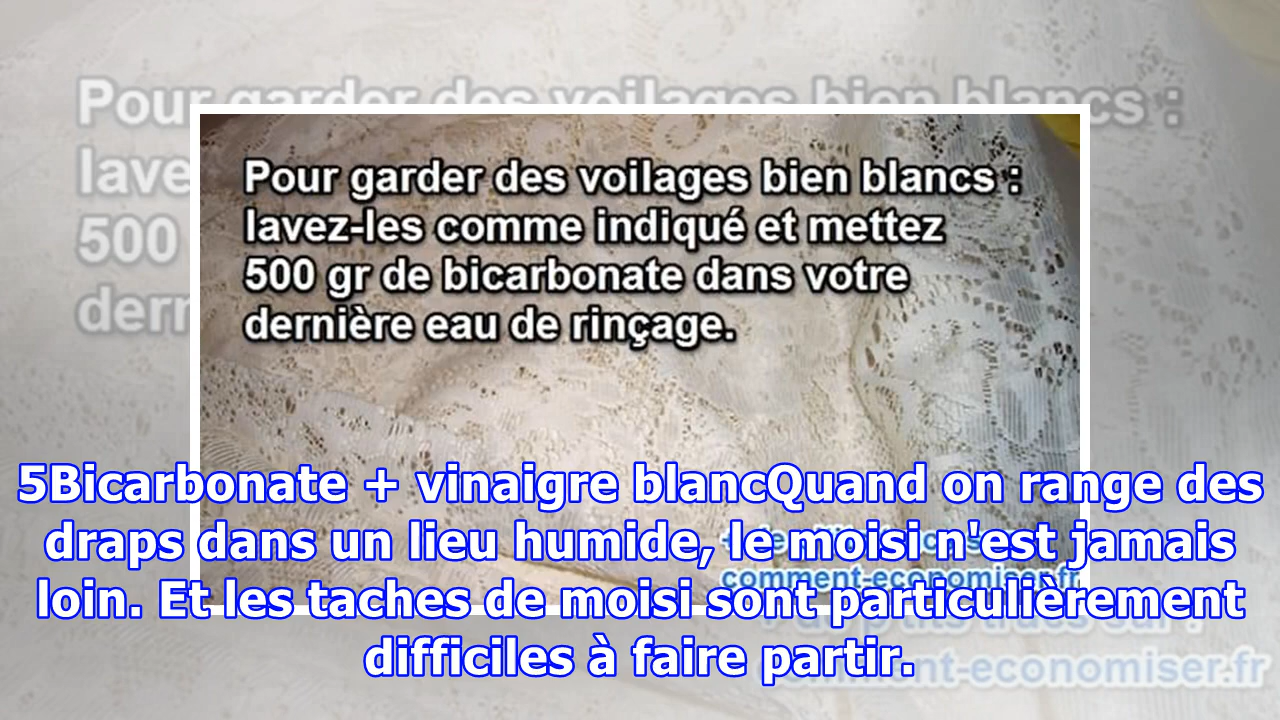 Pour garder des voilages bien blancs :
lavez-les comme indiqué et mettez
500 gr de bicarbonate dans votre
dernière eau de rinçage.
5Bicarbonate + vinaigre blancQuand on range des
draps dans un lieu humide, le moisi n'est jamais
loin. Et les taches de moisi sont particulièrement
difficiles à faire partir.
comment-economiser.fr